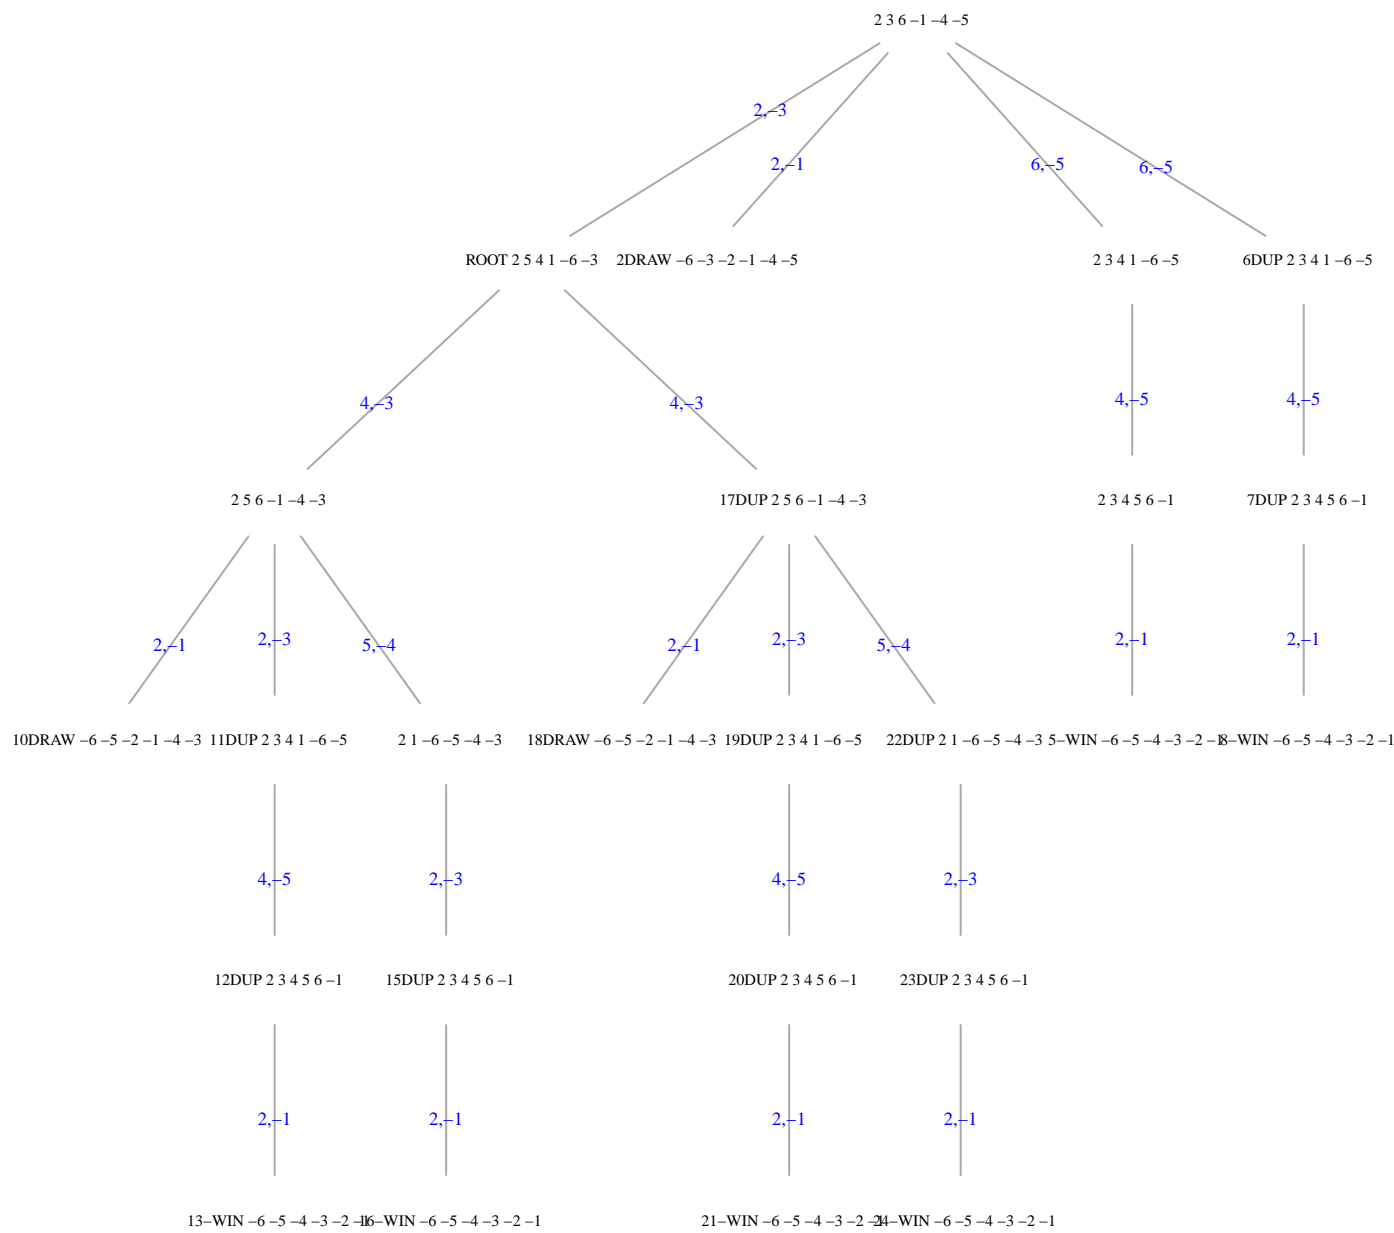 2 3 6 –1 –4 –5
2,–3
2,–1
6,–5
6,–5
ROOT 2 5 4 1 –6 –3
2DRAW –6 –3 –2 –1 –4 –5
2 3 4 1 –6 –5
6DUP 2 3 4 1 –6 –5
4,–3
4,–3
4,–5
4,–5
2 5 6 –1 –4 –3
17DUP 2 5 6 –1 –4 –3
2 3 4 5 6 –1
7DUP 2 3 4 5 6 –1
2,–1
2,–3
5,–4
2,–1
2,–3
5,–4
2,–1
2,–1
10DRAW –6 –5 –2 –1 –4 –3
11DUP 2 3 4 1 –6 –5
2 1 –6 –5 –4 –3
18DRAW –6 –5 –2 –1 –4 –3
19DUP 2 3 4 1 –6 –5
22DUP 2 1 –6 –5 –4 –3
5–WIN –6 –5 –4 –3 –2 –1
8–WIN –6 –5 –4 –3 –2 –1
4,–5
2,–3
4,–5
2,–3
12DUP 2 3 4 5 6 –1
15DUP 2 3 4 5 6 –1
20DUP 2 3 4 5 6 –1
23DUP 2 3 4 5 6 –1
2,–1
2,–1
2,–1
2,–1
13–WIN –6 –5 –4 –3 –2 –1
16–WIN –6 –5 –4 –3 –2 –1
21–WIN –6 –5 –4 –3 –2 –1
24–WIN –6 –5 –4 –3 –2 –1